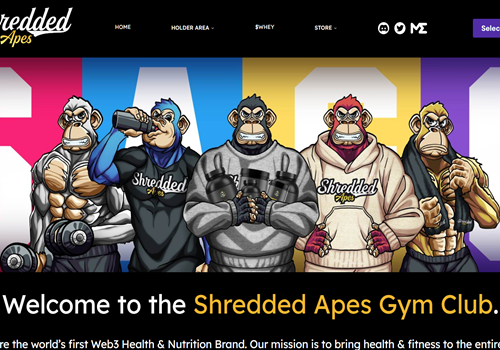 Shredded
Apes
HOME
HOLDER AREA
$WHEY
STORE
Shredded
Apes
Shredded
Apes
Welcome to the Shredded Apes Gym Club.
re the world's first Web3 Health & Nutrition Brand. Our mission is to bring health & fitness to the entire